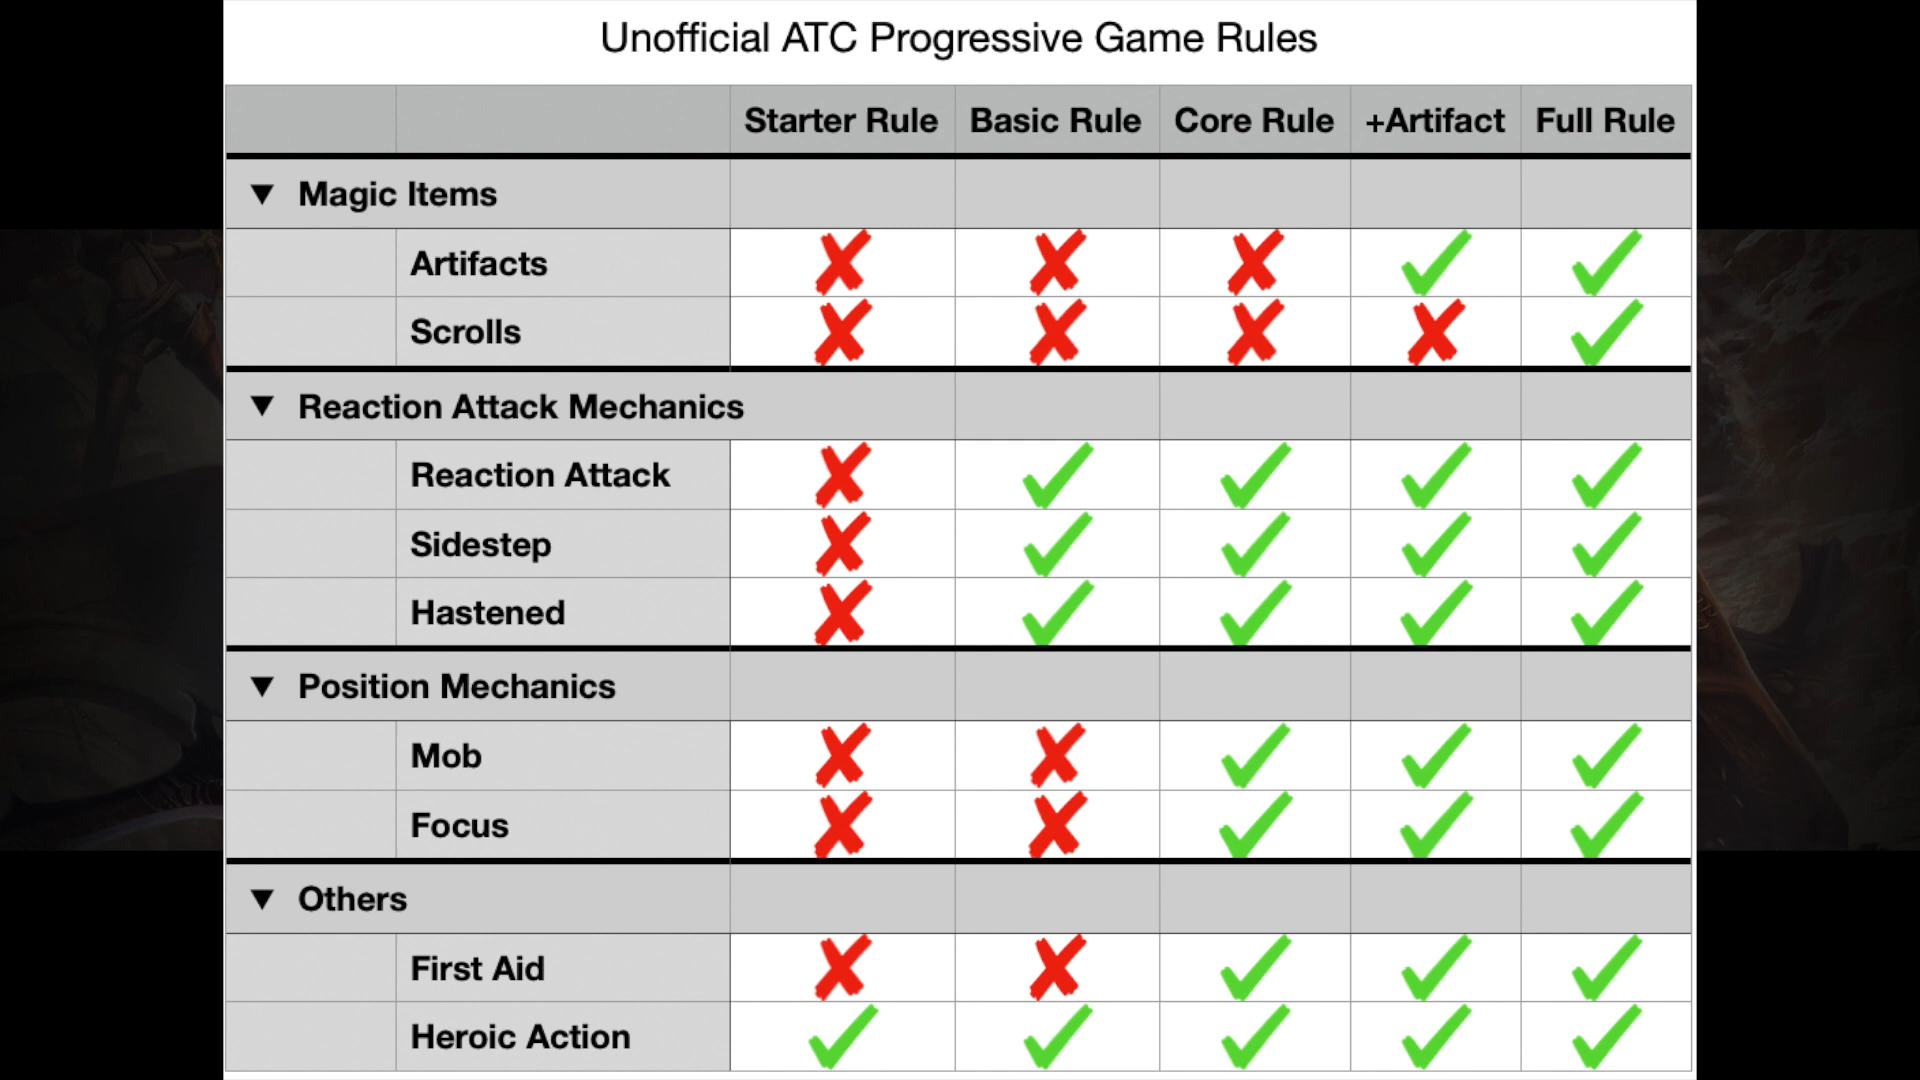 Unofficial ATC Progressive Game Rules
Starter Rule Basic Rule Core Rule +Artifact Full Rule
▼ Magic Items
Artifacts ✘ ✘ ✘ ✔ ✔
Scrolls ✘ ✘ ✘ ✘ ✔
▼ Reaction Attack Mechanics
Reaction Attack ✘ ✔ ✔ ✔ ✔
Sidestep ✘ ✔ ✔ ✔ ✔
Hastened ✘ ✔ ✔ ✔ ✔
▼ Position Mechanics
Mob ✘ ✘ ✔ ✔ ✔
Focus ✘ ✘ ✔ ✔ ✔
▼ Others
First Aid ✘ ✘ ✔ ✔ ✔
Heroic Action ✔ ✔ ✔ ✔ ✔